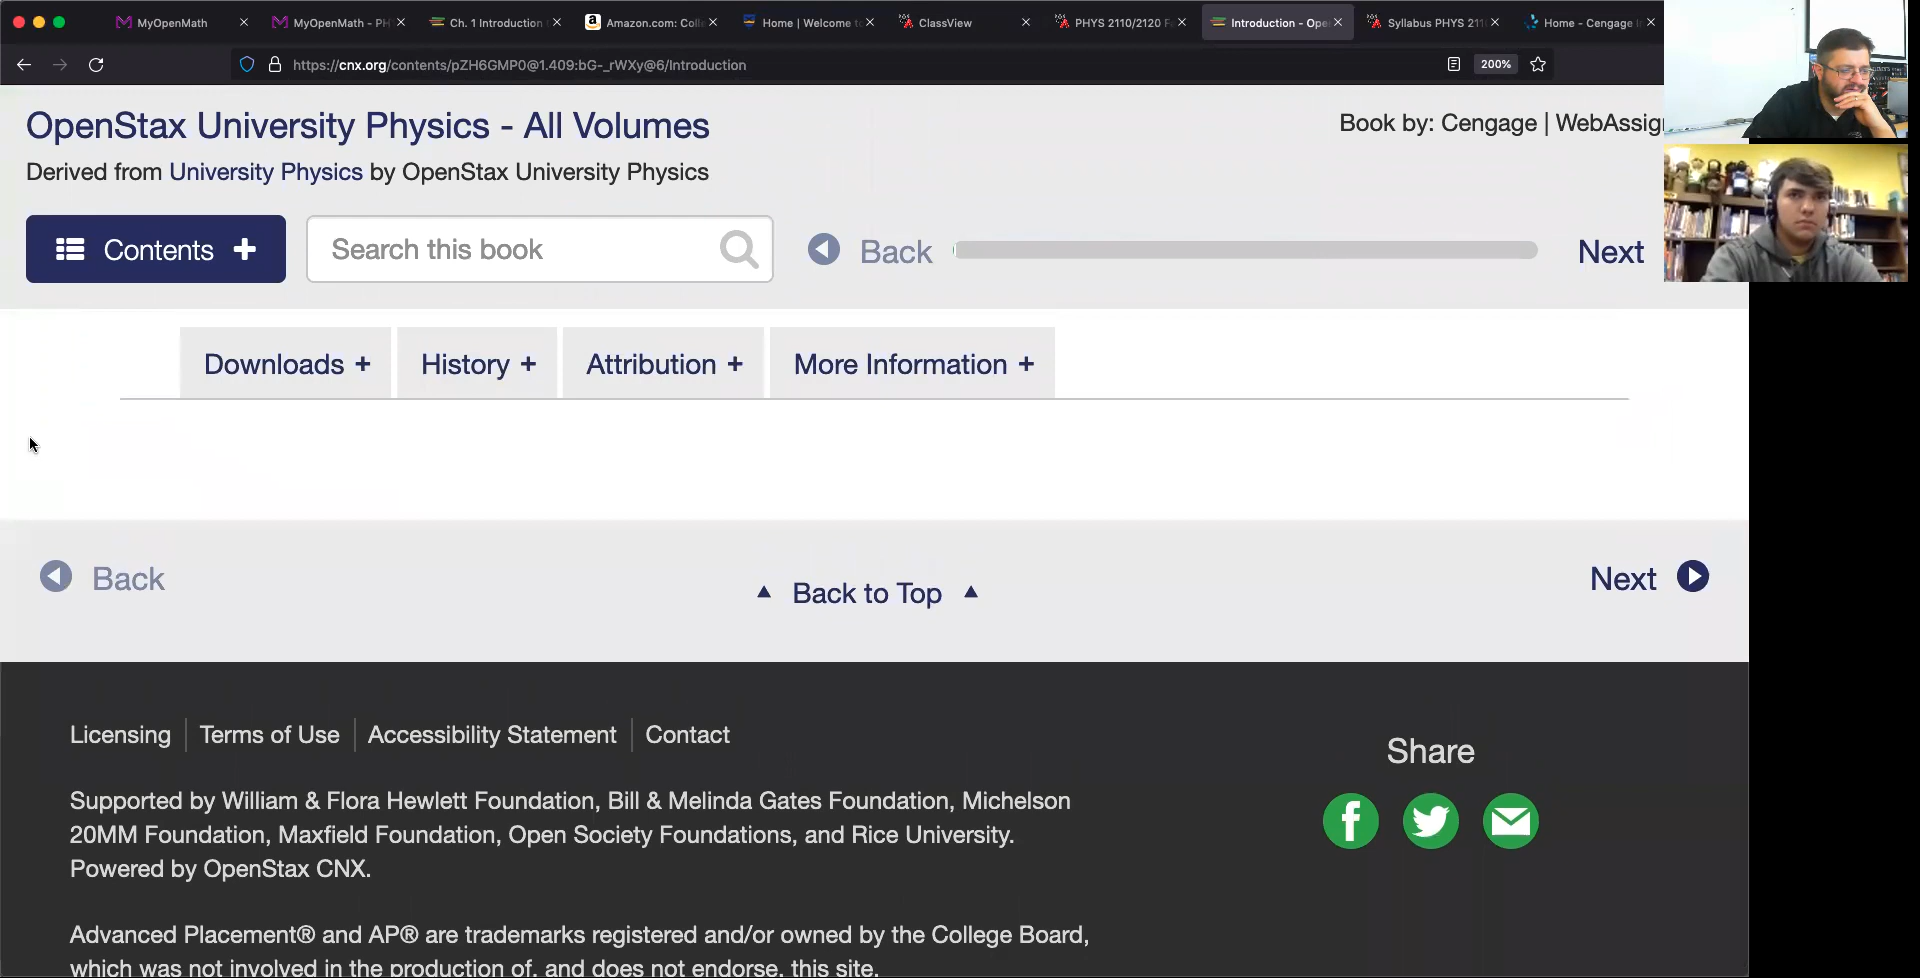 MyOpenMath
MyOpenMath - PH
Ch. 1 Introduction
Amazon.com: Colle
Home | Welcome to
ClassView
PHYS 2110/2120 Fa
Introduction - Ope
Syllabus PHYS 211
Home - Cengage
https://cnx.org/contents/pZH6GMP0@1.409:bG-_rWXy@6/Introduction
200%
OpenStax University Physics - All Volumes
Book by: Cengage | WebAssign
Derived from University Physics by OpenStax University Physics
Contents +
Search this book
Back
Next
Downloads +
History +
Attribution +
More Information +
Back
Back to Top
Next
Licensing
Terms of Use
Accessibility Statement
Contact
Share
Supported by William & Flora Hewlett Foundation, Bill & Melinda Gates Foundation, Michelson
20MM Foundation, Maxfield Foundation, Open Society Foundations, and Rice University.
Powered by OpenStax CNX.
Advanced Placement® and AP® are trademarks registered and/or owned by the College Board,
which was not involved in the production of, and does not endorse, this site.